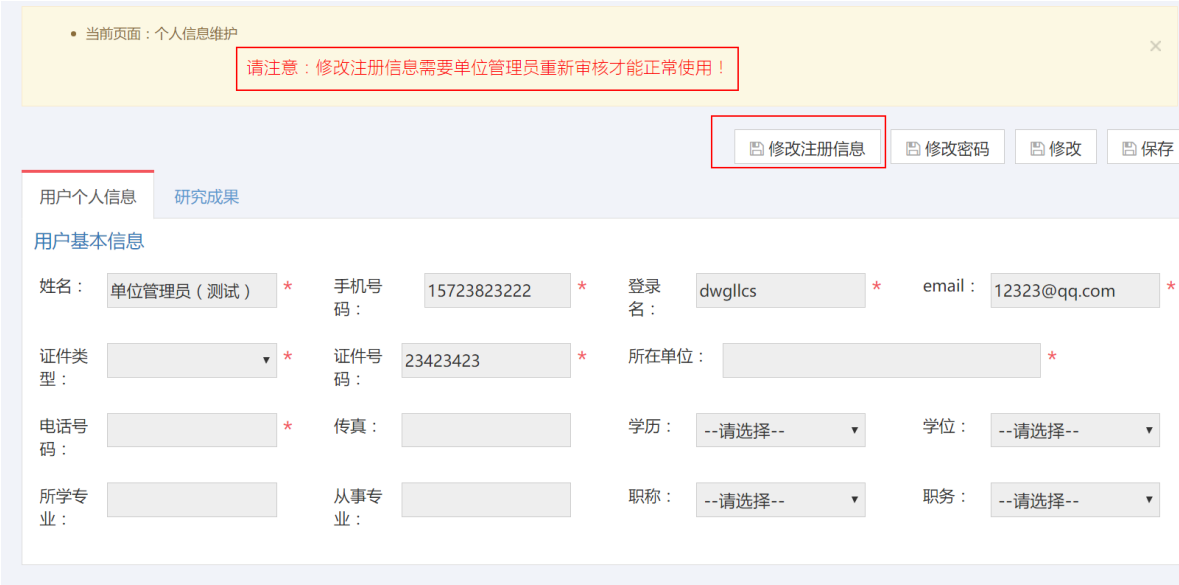 当前页面：个人信息维护
×
请注意：修改注册信息需要单位管理员重新审核才能正常使用！
修改注册信息 修改密码 修改 保存
用户个人信息 研究成果
用户基本信息
姓名： 单位管理员（测试） * 手机号码： 15723823222 * 登录名： dwgllcs * email： 12323@qq.com *
证件类型： * 证件号码： 23423423 * 所在单位： *
电话号码： * 传真： 学历： --请选择-- 学位： --请选择--
所学专业： 从事专业： 职称： --请选择-- 职务： --请选择--